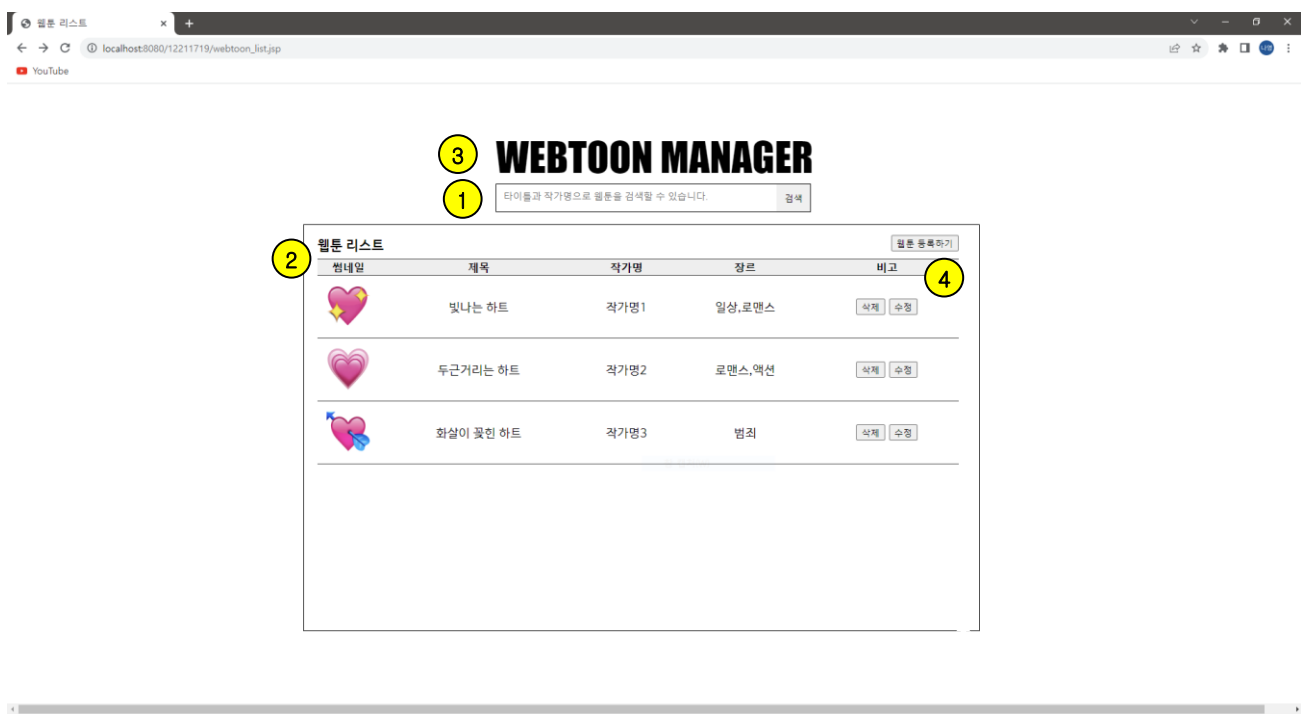 웹툰 리스트
localhost:8080/12211719/webtoon_list.jsp
YouTube
3 WEBTOON MANAGER
1 타이틀과 작가명으로 웹툰을 검색할 수 있습니다. 검색
2 웹툰 리스트 웹툰 등록하기
썸네일 제목 작가명 장르 비고 4
빛나는 하트 작가명1 일상,로맨스 삭제 수정
두근거리는 하트 작가명2 로맨스,액션 삭제 수정
화살이 꽃힌 하트 작가명3 범죄 삭제 수정